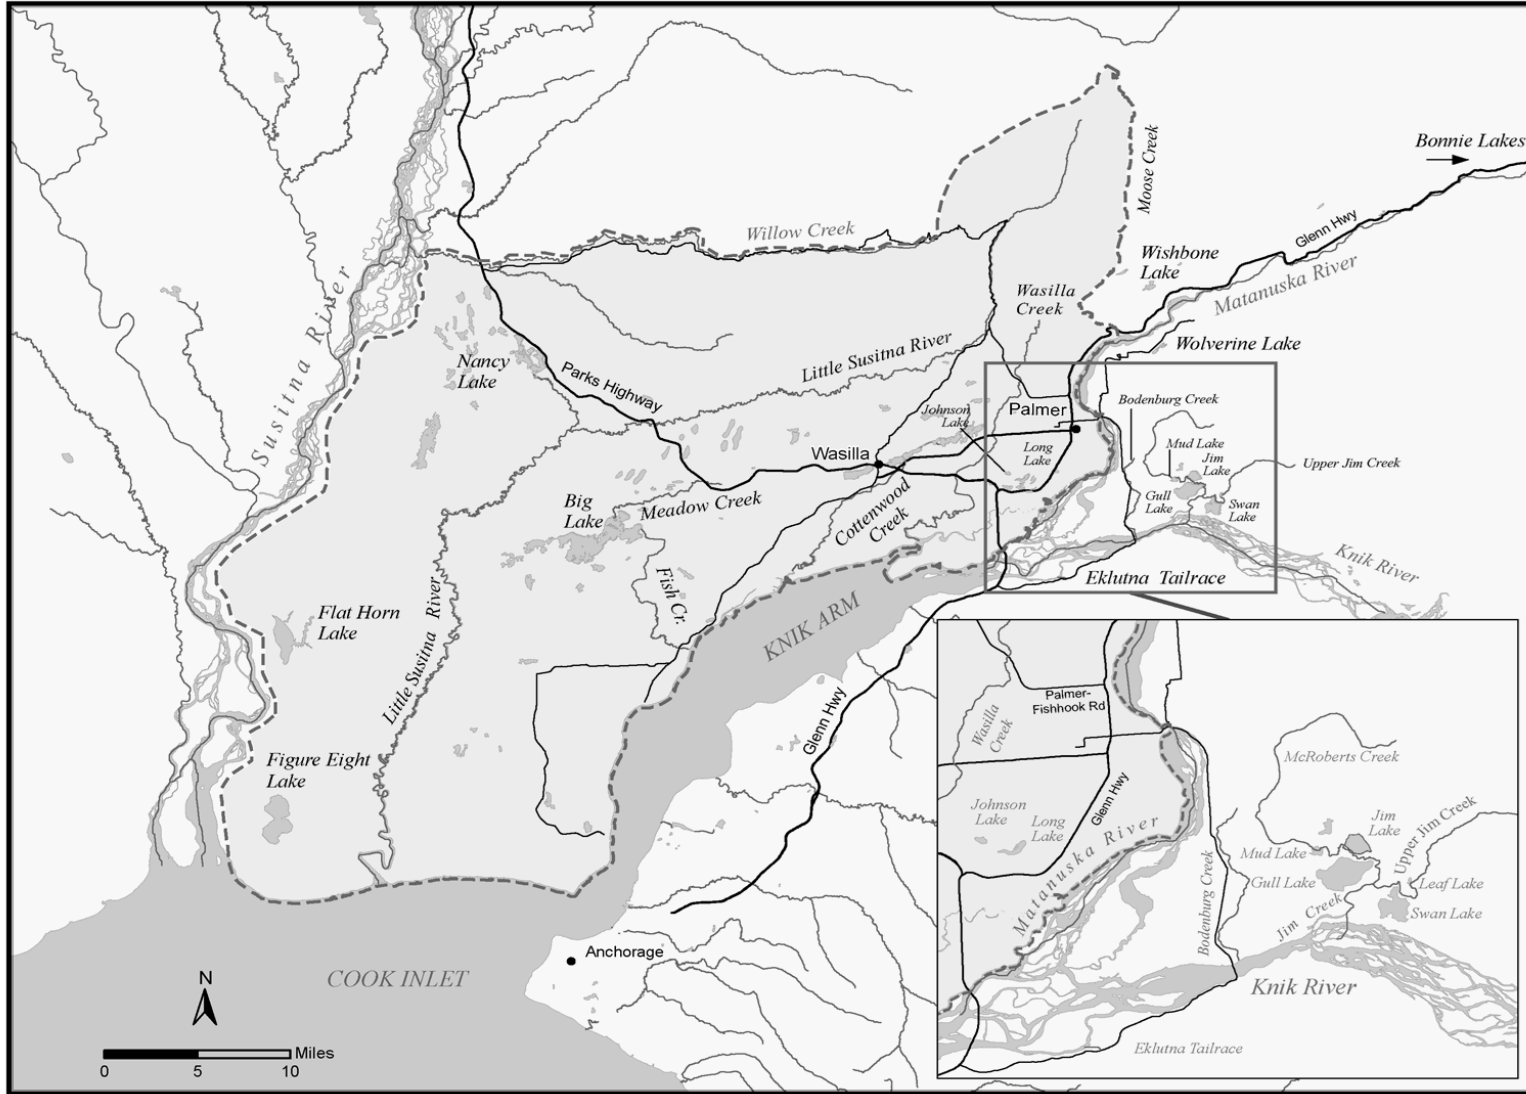 Bonnie Lakes
Moose Creek
Glenn Hwy
Willow Creek
Wishbone
Lake
Matanuska River
Susitna River
Wasilla
Creek
Wolverine Lake
Nancy
Lake
Parks Highway
Little Susitna River
Johnson
Lake
Palmer
Bodenburg Creek
Mud Lake
Jim
Lake
Upper Jim Creek
Wasilla
Long
Lake
Big
Lake
Meadow Creek
Cottenwood
Creek
Gull
Lake
Swan
Lake
Knik River
Eklutna Tailrace
Fish Cr.
Flat Horn
Lake
Little Susitna River
KNIK ARM
Glenn Hwy
Figure Eight
Lake
Anchorage
COOK INLET
N
Miles
0 5 10
Palmer-
Fishhook Rd
Wasilla
Creek
McRoberts Creek
Glenn Hwy
Johnson
Lake
Long
Lake
Matanuska River
Jim
Lake
Upper Jim Creek
Mud Lake
Gull Lake
Leaf Lake
Swan Lake
Bodenburg Creek
Jim Creek
Knik River
Eklutna Tailrace